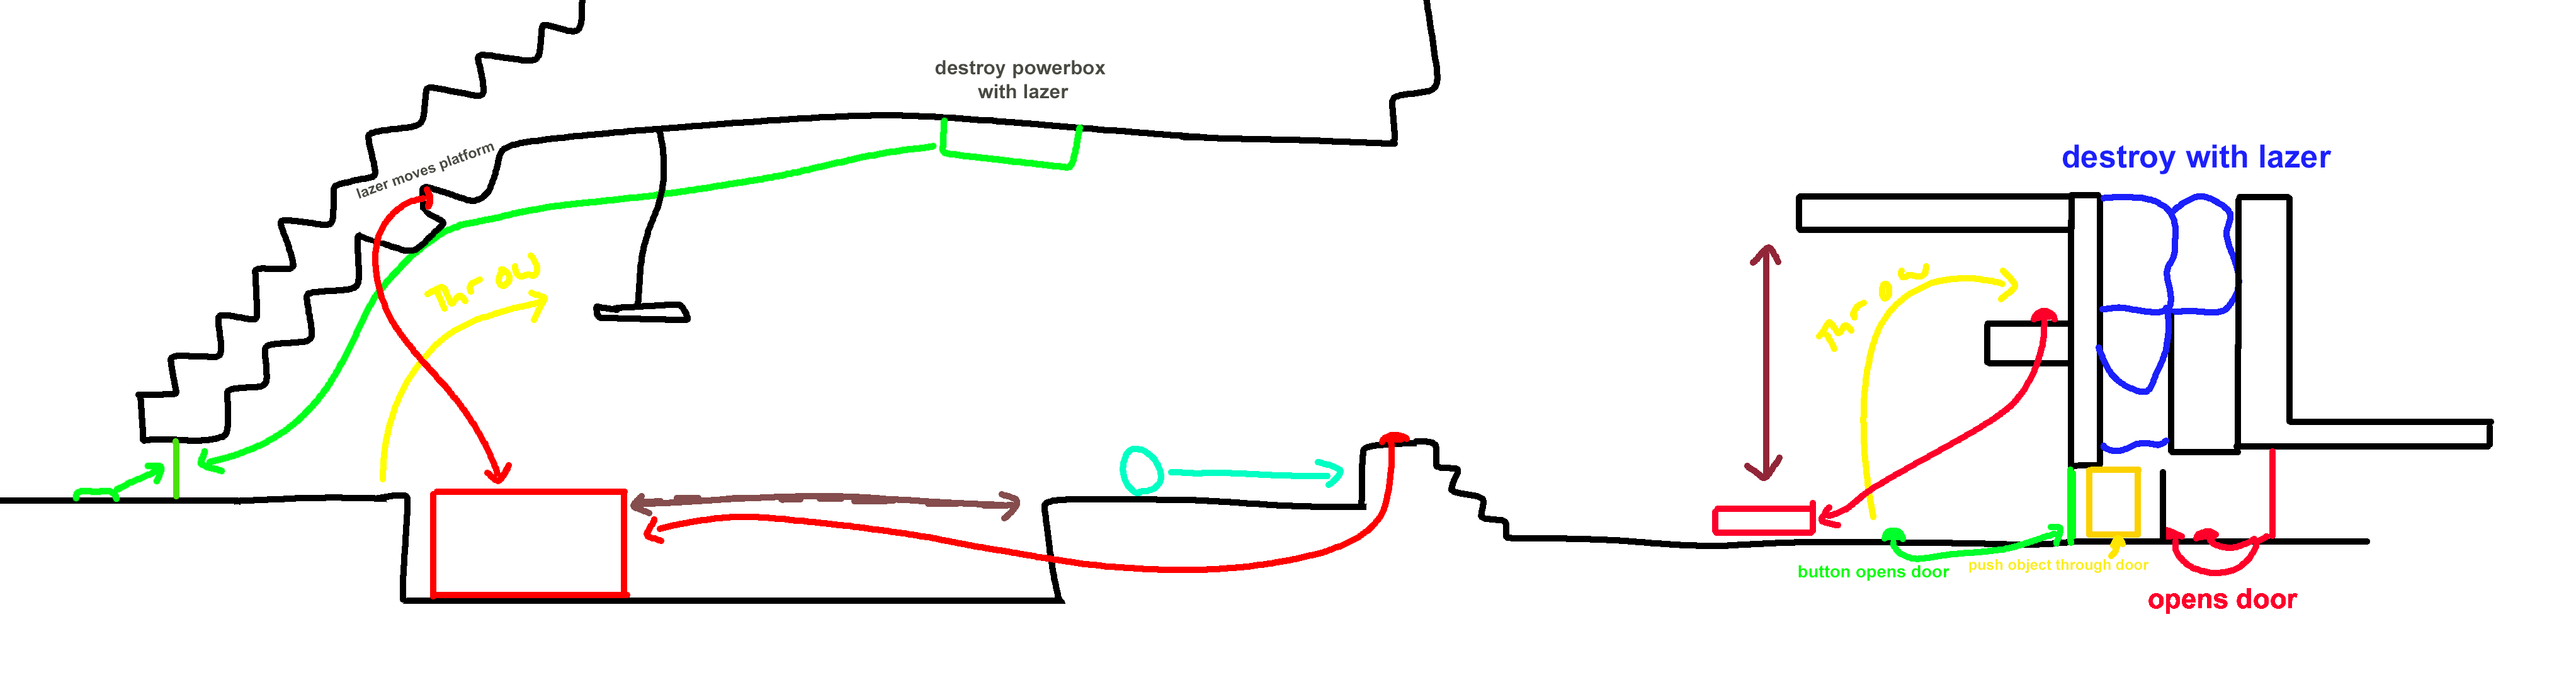 destroy powerbox
with lazer
lazer moves platform
Throw
destroy with lazer
Throw
button opens door
push object through door
opens door